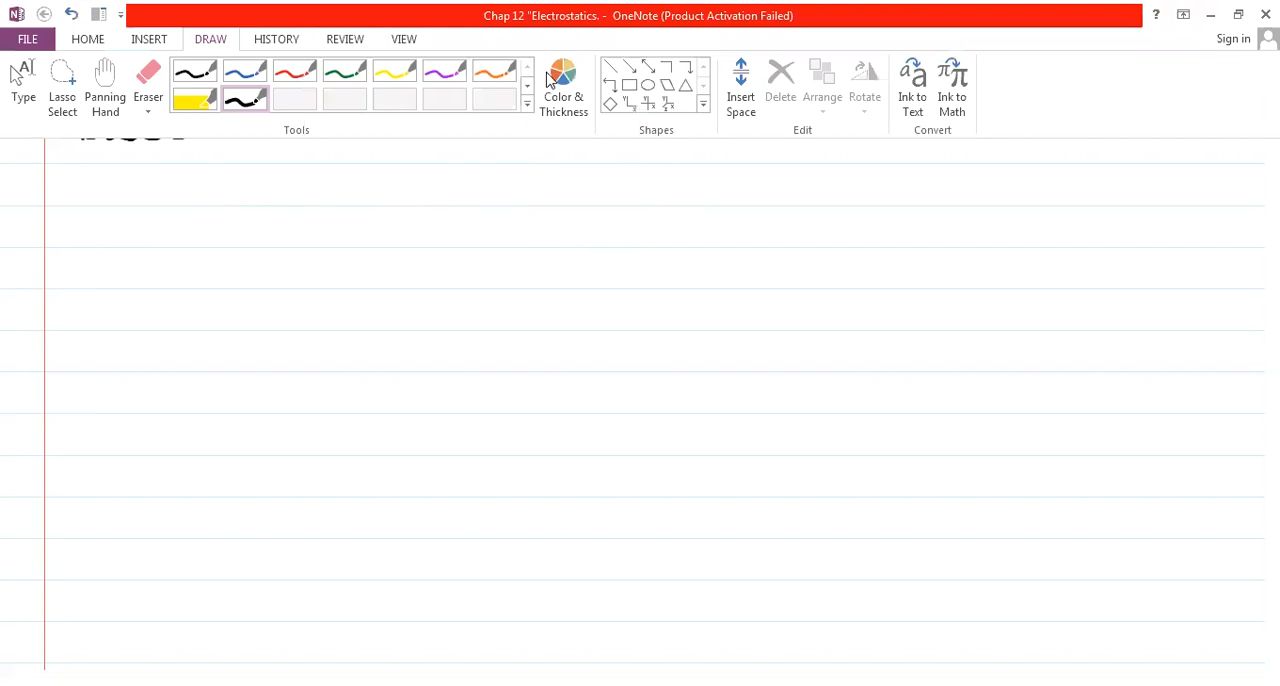 Chap 12 "Electrostatics. - OneNote (Product Activation Failed)
?
FILE HOME INSERT DRAW HISTORY REVIEW VIEW
Sign in
Type
Lasso Select
Panning Hand
Eraser
Color & Thickness
Insert Space
Delete
Arrange
Rotate
Ink to Text
Ink to Math
Tools
Shapes
Edit
Convert